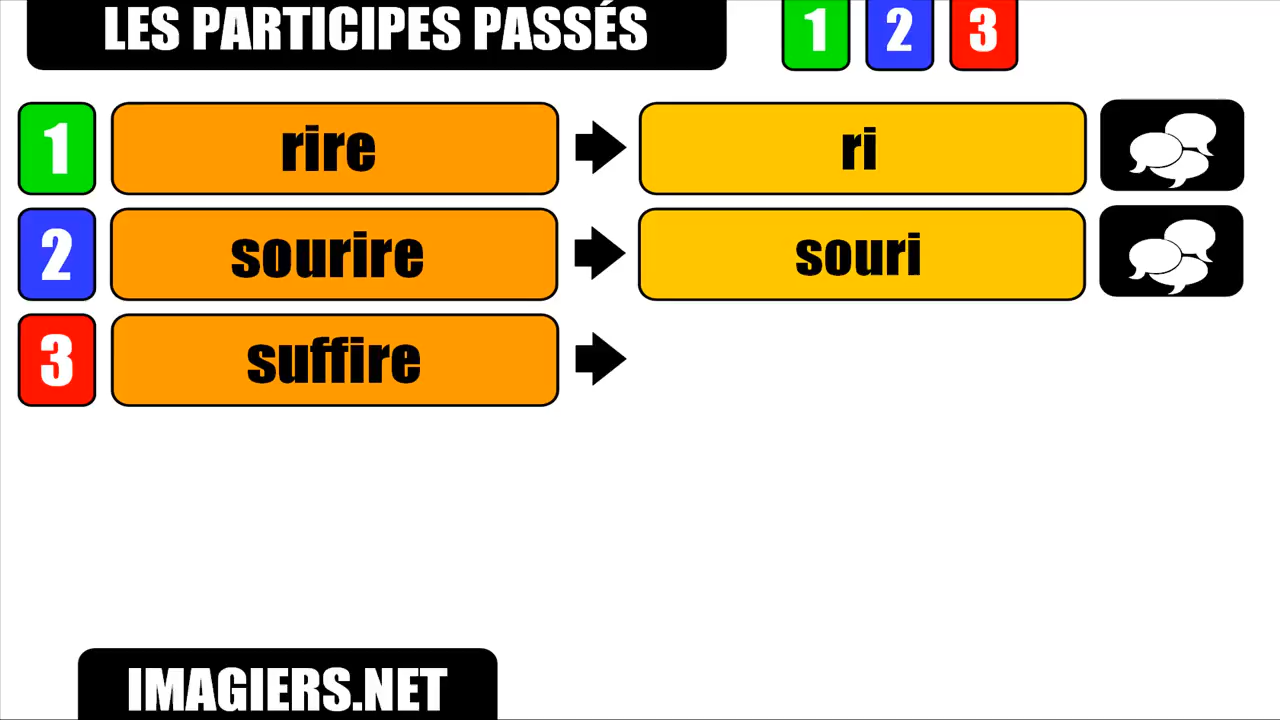 LES PARTICIPES PASSÉS 1 2 3
1 rire ri
2 sourire souri
3 suffire
IMAGIERS.NET